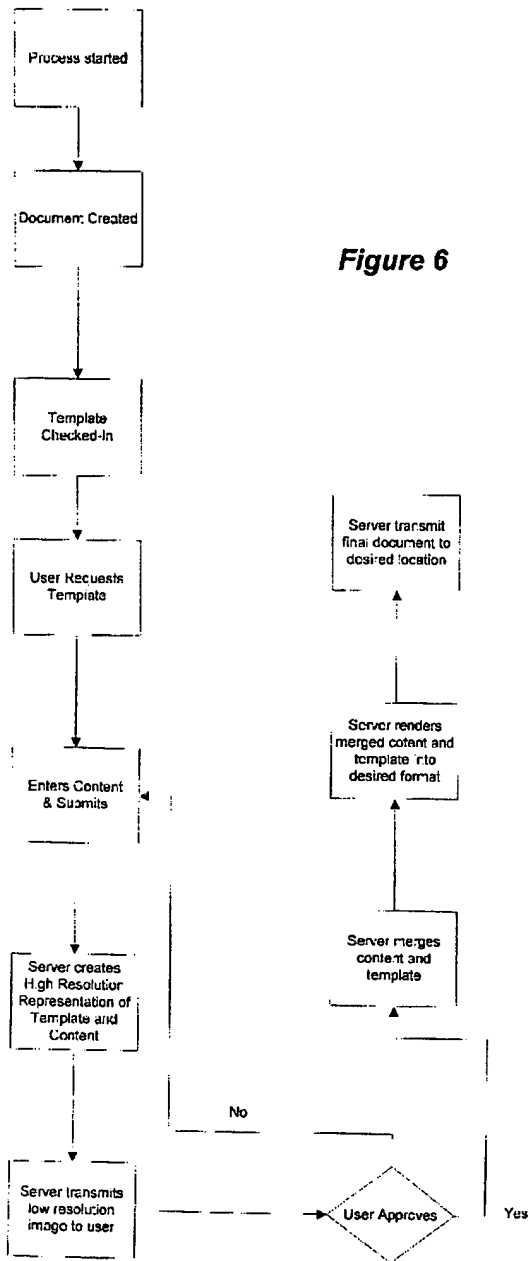 Process started
Document Created
Figure 6
Template
Checked-In
User Requests
Template
Enters Content
& Submits
Server creates
High Resolution
Representation of
Template and
Content
Server transmits
low resolution
image to user
No
User Approves
Yes
Server merges
content and
template
Server renders
merged cotent and
template into
desired format
Server transmit
final document to
desired location